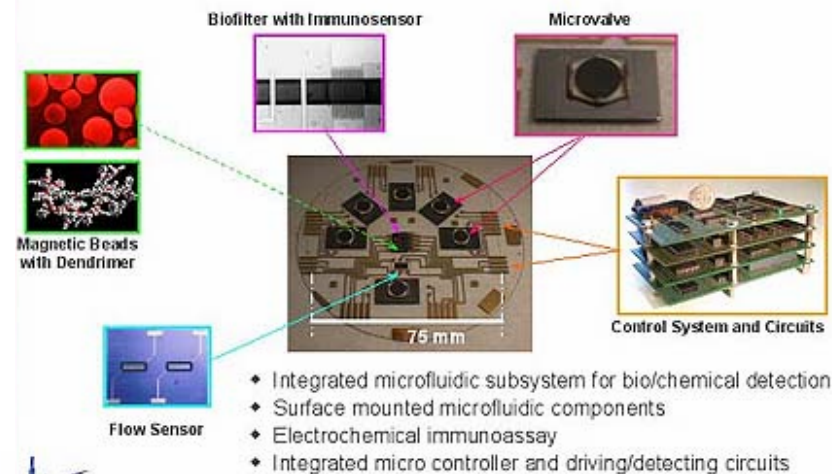 Biofilter with Immunosensor
Microvalve
Magnetic Beads
with Dendrimer
75 mm
Control System and Circuits
Flow Sensor
◆ Integrated microfluidic subsystem for bio/chemical detection
◆ Surface mounted microfluidic components
◆ Electrochemical immunoassay
◆ Integrated micro controller and driving/detecting circuits